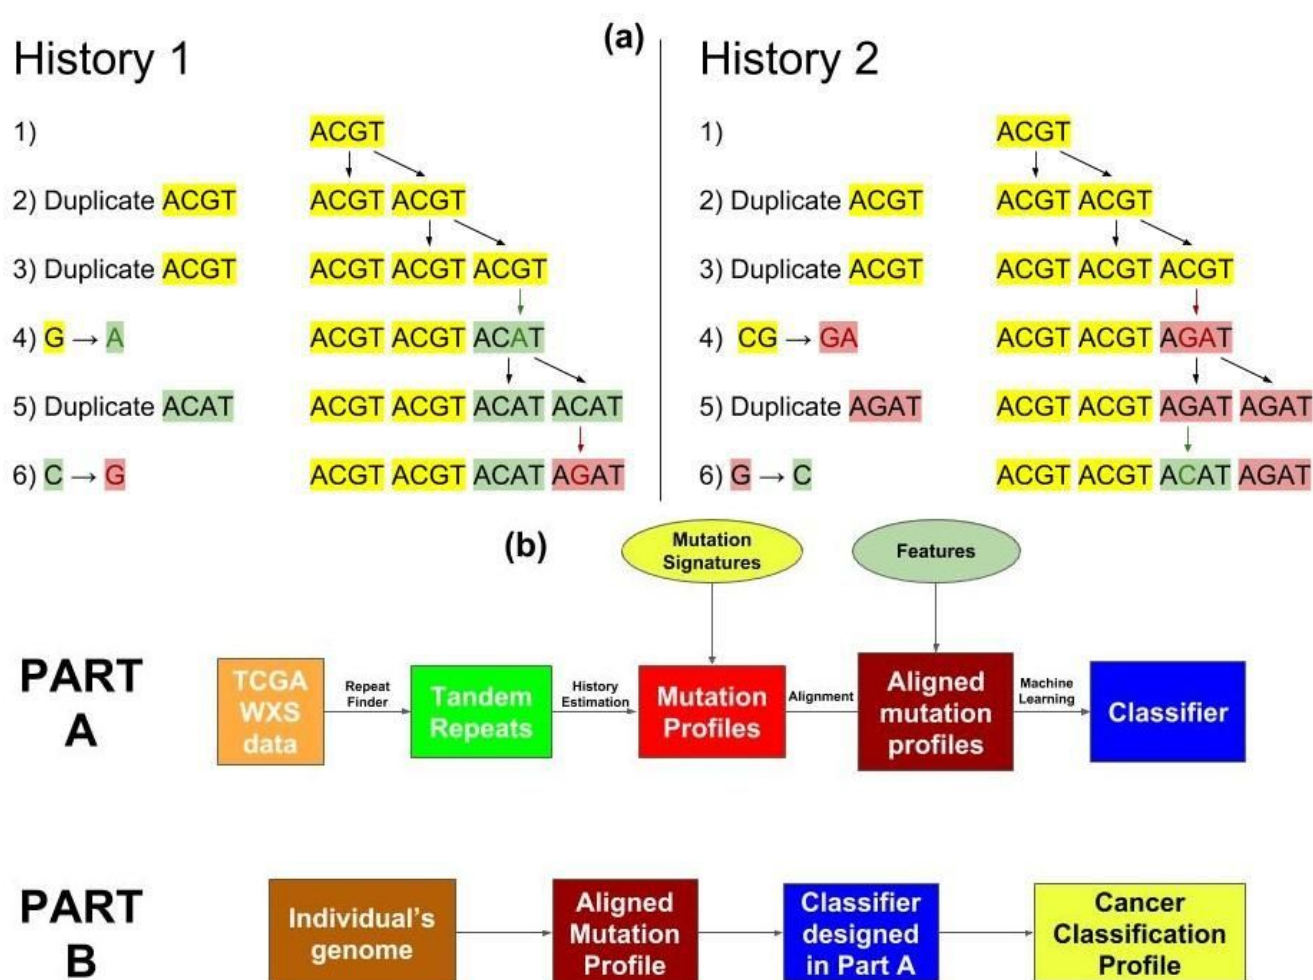 (a)
History 1
1) ACGT
2) Duplicate ACGT ACGT ACGT
3) Duplicate ACGT ACGT ACGT ACGT
4) G → A ACGT ACGT ACAT
5) Duplicate ACAT ACGT ACGT ACAT ACAT
6) C → G ACGT ACGT ACAT AGAT
History 2
1) ACGT
2) Duplicate ACGT ACGT ACGT
3) Duplicate ACGT ACGT ACGT ACGT
4) CG → GA ACGT ACGT AGAT
5) Duplicate AGAT ACGT ACGT AGAT AGAT
6) G → C ACGT ACGT ACAT AGAT
(b)
Mutation
Signatures
Features
PART
A
TCGA
WXS
data
Repeat
Finder
Tandem
Repeats
History
Estimation
Mutation
Profiles
Alignment
Aligned
mutation
profiles
Machine
Learning
Classifier
PART
B
Individual's
genome
Aligned
Mutation
Profile
Classifier
designed
in Part A
Cancer
Classification
Profile